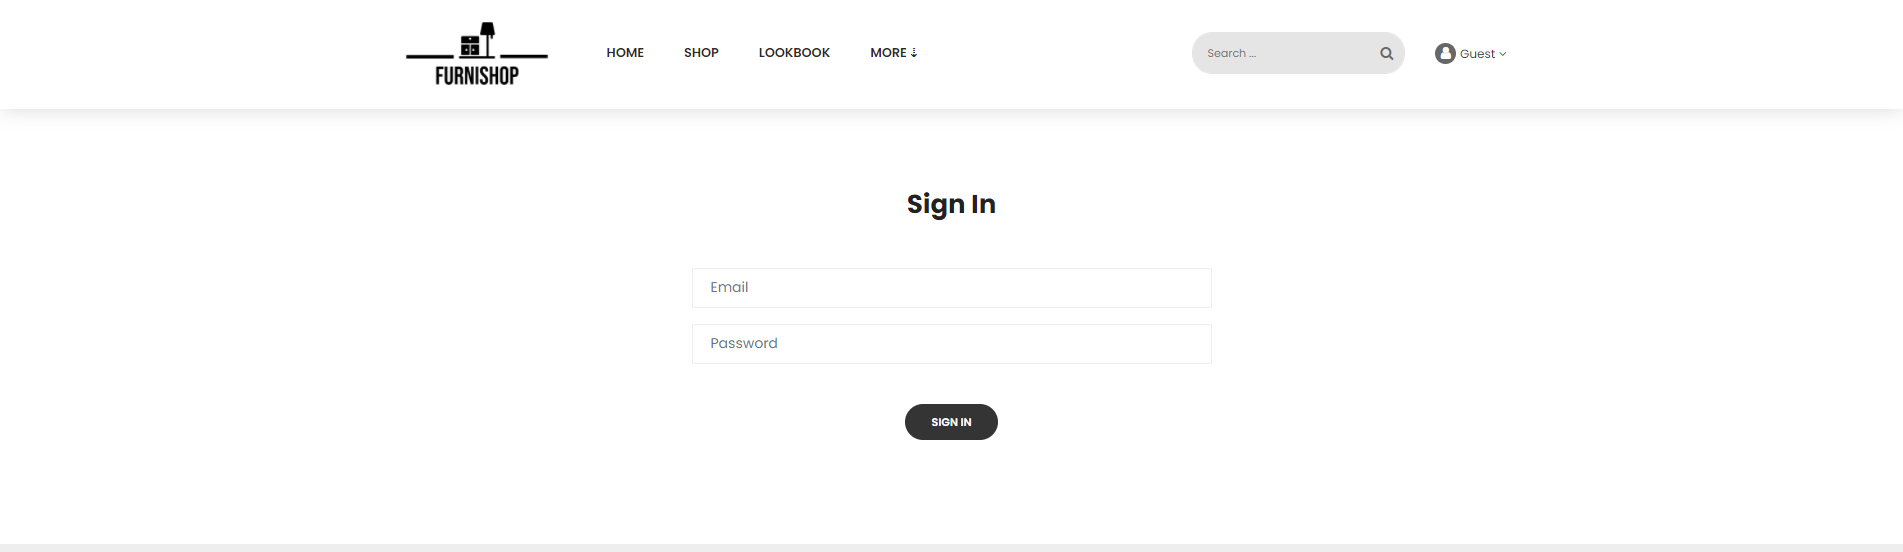 FURNISHOP
HOME SHOP LOOKBOOK MORE ⇣
Search ...
Guest
Sign In
Email
Password
SIGN IN